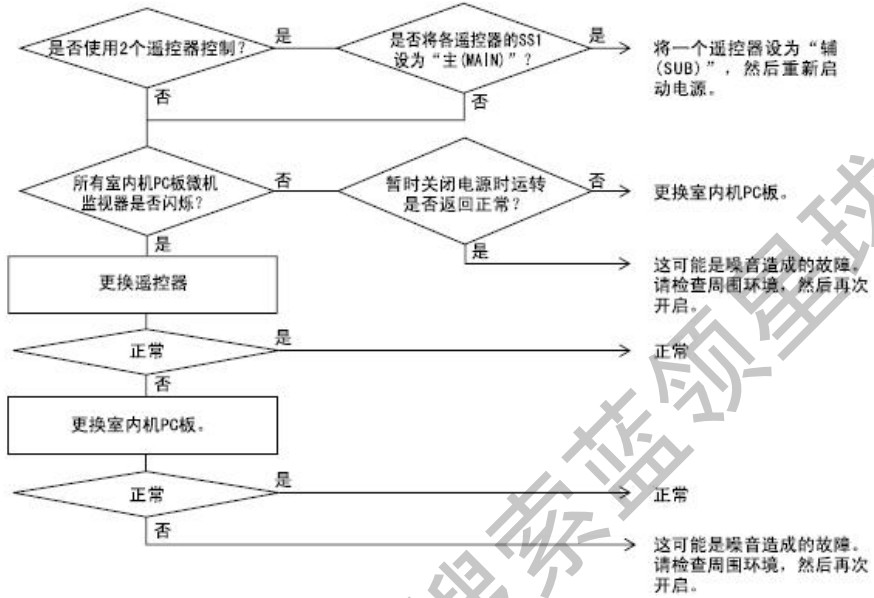 是否使用2个遥控器控制?
是
是否将各遥控器的SS1
设为“主(MAIN)”?
是
将一个遥控器设为“辅
(SUB)”, 然后重新启
动电源。
否
否
所有室内机PC板微机
监视器是否闪烁?
否
暂时关闭电源时运转
是否返回正常?
否
更换室内机PC板。
是
是
这可能是噪音造成的故障。
请检查周围环境, 然后再次
开启。
更换遥控器
正常
是
正常
否
更换室内机PC板。
正常
是
正常
否
这可能是噪音造成的故障。
请检查周围环境, 然后再次
开启。
搜索蓝领星球